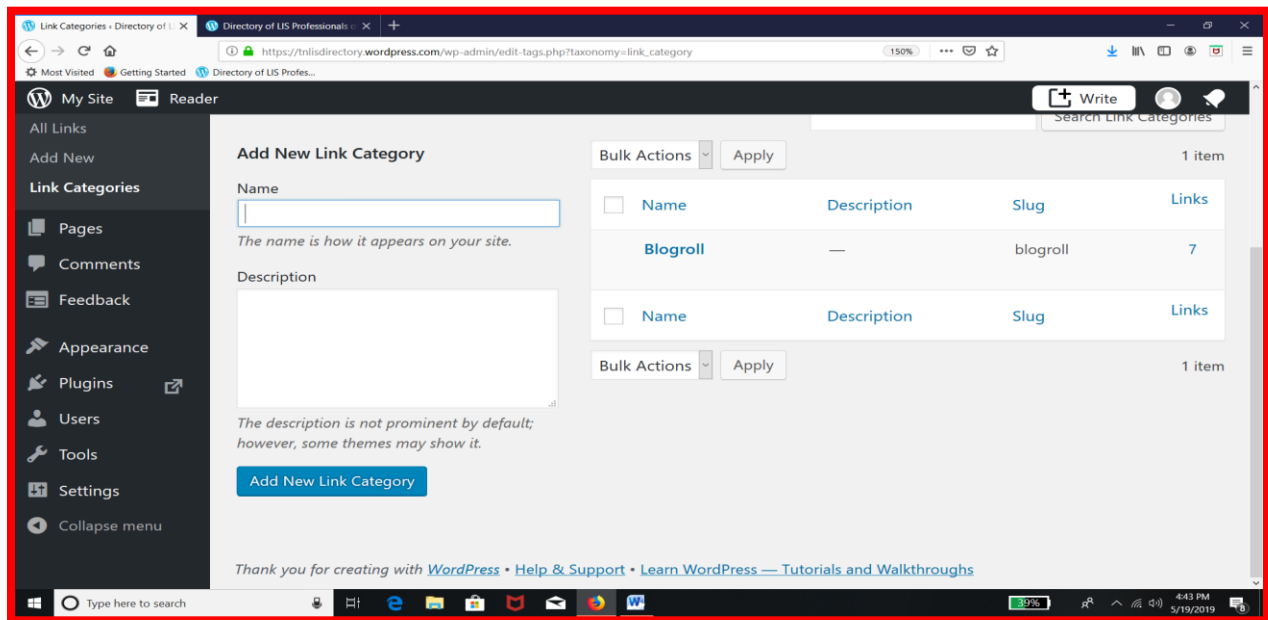 Link Categories ‹ Directory of L
Directory of LIS Professionals o
https://tnlisdirectory.wordpress.com/wp-admin/edit-tags.php?taxonomy=link_category
150%
Most Visited
Getting Started
Directory of LIS Profes...
My Site
Reader
Write
All Links
Add New
Link Categories
Pages
Comments
Feedback
Appearance
Plugins
Users
Tools
Settings
Collapse menu
Search Link Categories
Add New Link Category
Name
The name is how it appears on your site.
Description
The description is not prominent by default;
however, some themes may show it.
Add New Link Category
Bulk Actions Apply 1 item
Name Description Slug Links
Blogroll — blogroll 7
Name Description Slug Links
Bulk Actions Apply 1 item
Thank you for creating with WordPress • Help & Support • Learn WordPress — Tutorials and Walkthroughs
Type here to search
39%
4:43 PM
5/19/2019
8